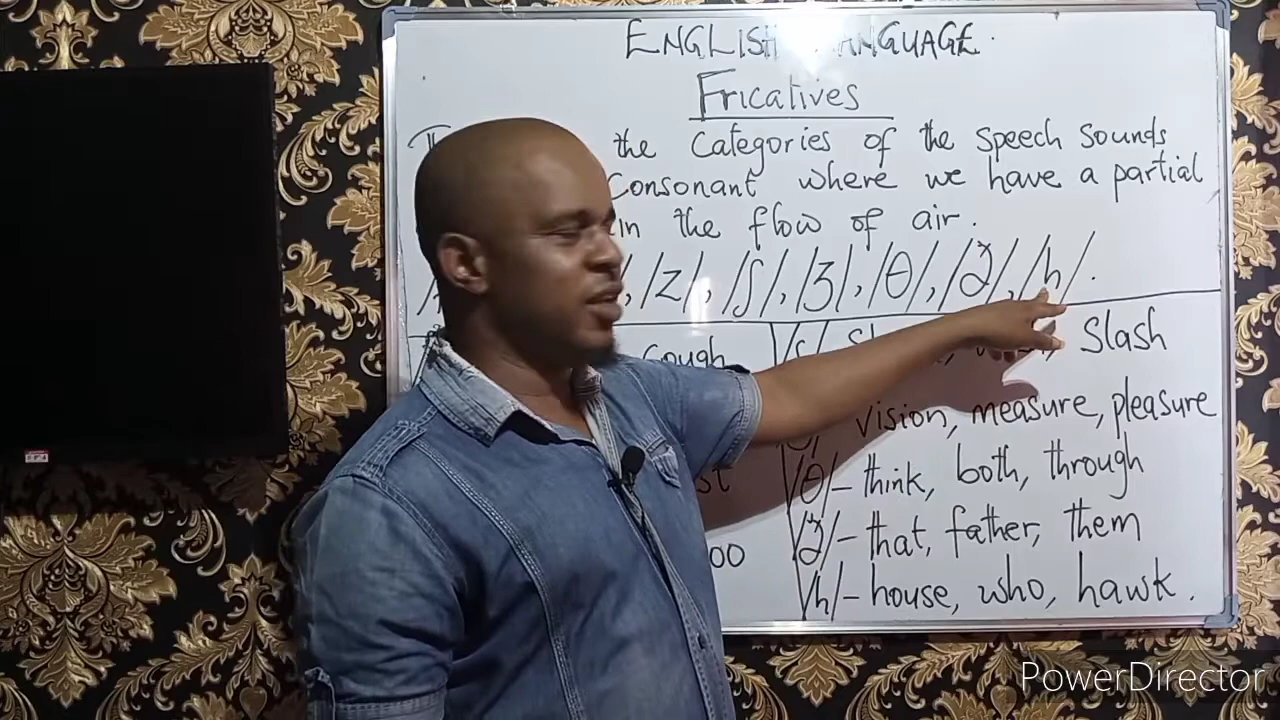 ENGLISH LANGUAGE.
Fricatives
the categories of the speech sounds
consonant where we have a partial
in the flow of air.
, /z/, /ʃ/, /ʒ/, /θ/, /ð/, /h/.
cough
slash
vision, measure, pleasure
/θ/ - think, both, through
/ð/ - that, father, them
/h/ - house, who, hawk.
PowerDirector